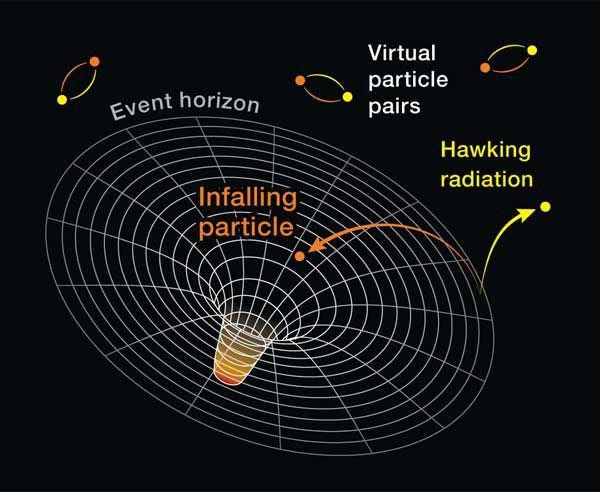 Virtual
particle
pairs
Event horizon
Hawking
radiation
Infalling
particle